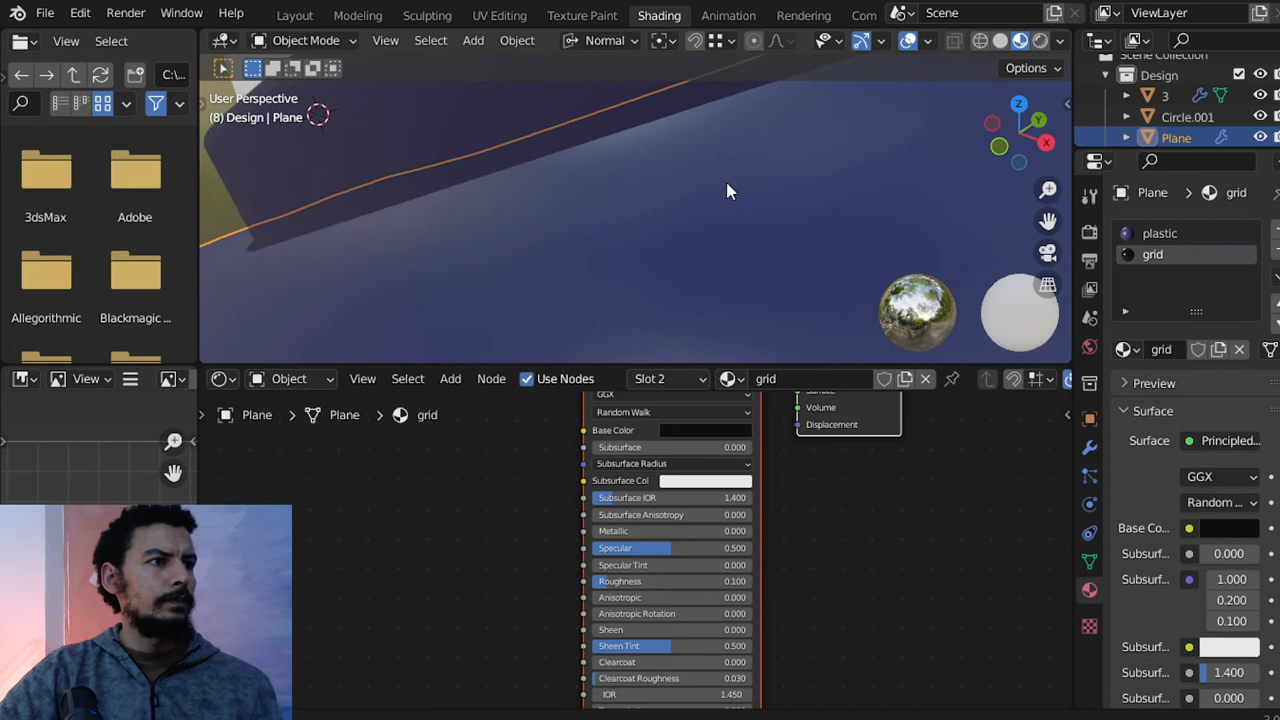 File Edit Render Window Help Layout Modeling Sculpting UV Editing Texture Paint Shading Animation Rendering Com Scene ViewLayer
View Select Object Mode View Select Add Object Normal
C:\... Options Scene Collection
Design
User Perspective
(8) Design | Plane
3
Circle.001
Plane
Z
Y
X
3dsMax Adobe
Plane grid
plastic
grid
Allegorithmic Blackmagic ...
grid
View Object View Select Add Node Use Nodes Slot 2 grid
Preview
Plane Plane grid
Surface
GGX
Random Walk
Volume
Displacement
Base Color
Subsurface 0.000
Subsurface Radius
Subsurface Col
Subsurface IOR 1.400
Subsurface Anisotropy 0.000
Metallic 0.000
Specular 0.500
Specular Tint 0.000
Roughness 0.100
Anisotropic 0.000
Anisotropic Rotation 0.000
Sheen 0.000
Sheen Tint 0.500
Clearcoat 0.000
Clearcoat Roughness 0.030
IOR 1.450
Surface Principled...
GGX
Random ...
Base Co...
Subsurf... 0.000
Subsurf... 1.000
0.200
0.100
Subsurf...
Subsurf... 1.400
Subsurf... 0.000